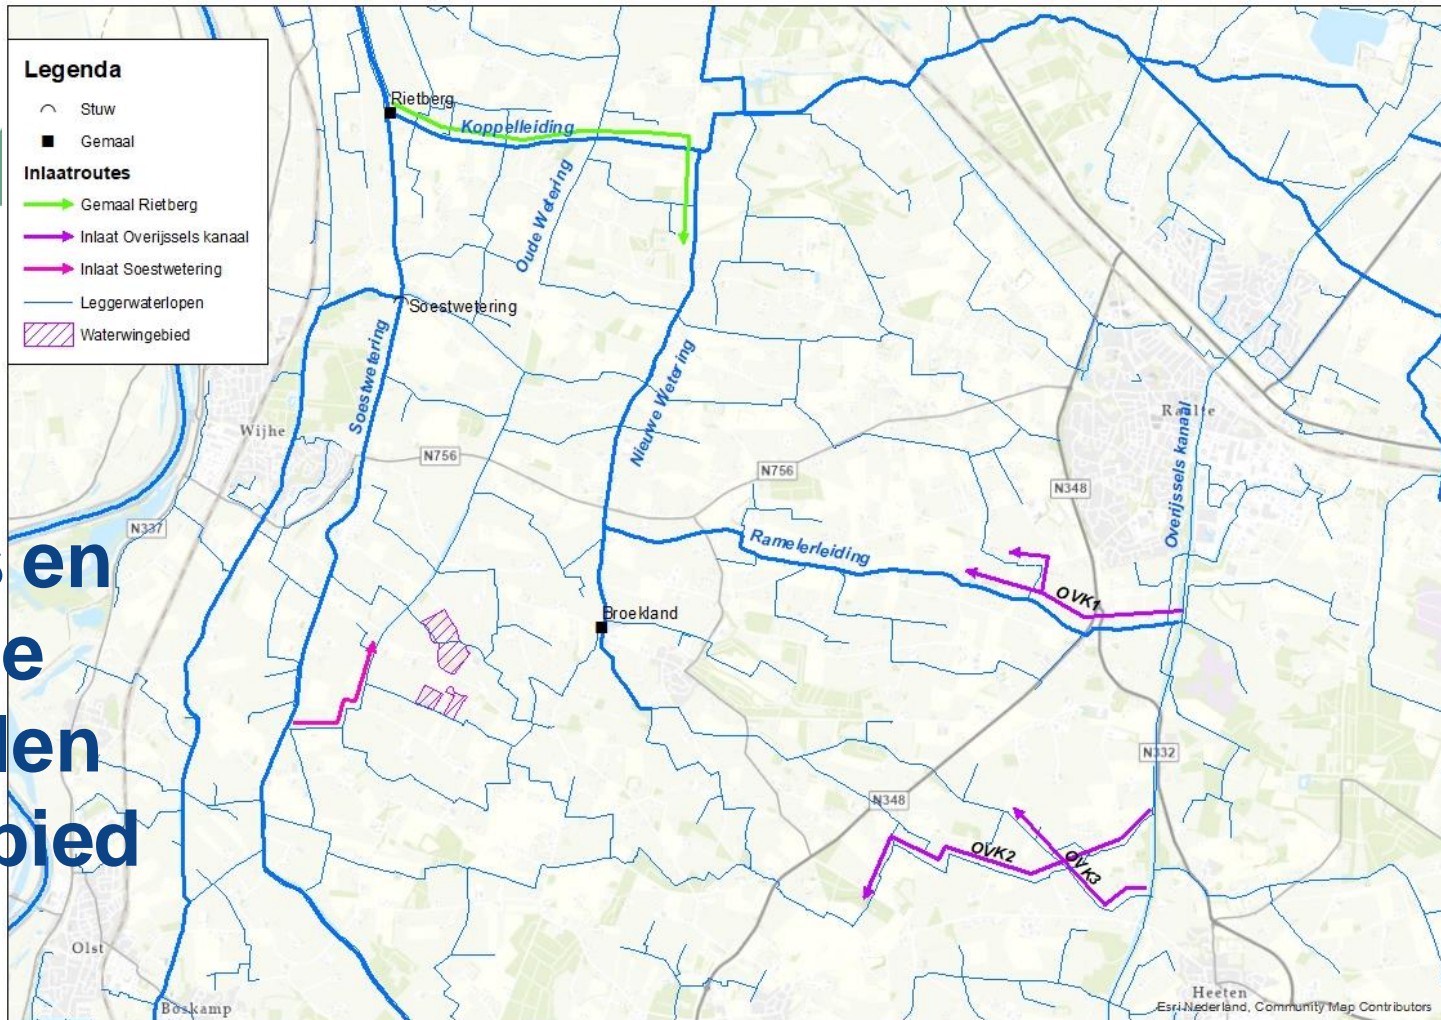 Legenda
Stuw
Gemaal
Inlaatroutes
Gemaal Rietberg
Inlaat Overijssels kanaal
Inlaat Soestwetering
Leggerwaterlopen
Waterwingebied
Rietberg
Koppelleiding
Oude Wetering
Soestwetering
Soestwetering
Nieuwe Wetering
Wijhe
N756
N756
N348
Raalte
Overijssels kanaal
N337
Ramelerleiding
OVK1
Broekland
en
e
den
bied
N332
N348
OVK2
OVK3
Olst
Boskamp
Heeten
Esri Nederland, Community Map Contributors